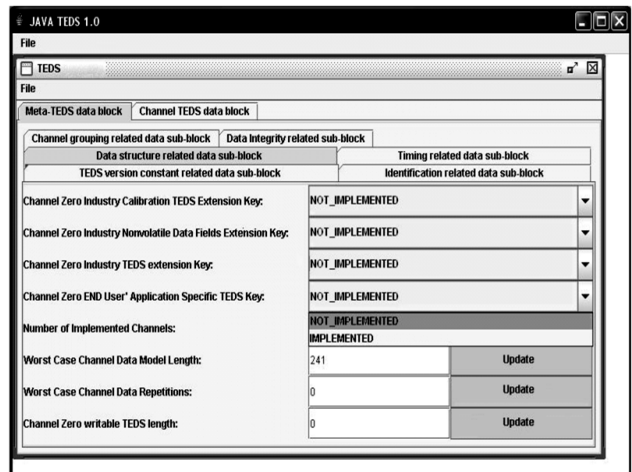 JAVA TEDS 1.0
File
TEDS
File
Meta-TEDS data block Channel TEDS data block
Channel grouping related data sub-block Data Integrity related sub-block
Data structure related data sub-block Timing related data sub-block
TEDS version constant related data sub-block Identification related data sub-block
Channel Zero Industry Calibration TEDS Extension Key: NOT_IMPLEMENTED
Channel Zero Industry Nonvolatile Data Fields Extension Key: NOT_IMPLEMENTED
Channel Zero Industry TEDS extension Key: NOT_IMPLEMENTED
Channel Zero END User' Application Specific TEDS Key: NOT_IMPLEMENTED
NOT_IMPLEMENTED
Number of Implemented Channels:
IMPLEMENTED
Worst Case Channel Data Model Length: 241 Update
Worst Case Channel Data Repetitions: 0 Update
Channel Zero writable TEDS length: 0 Update